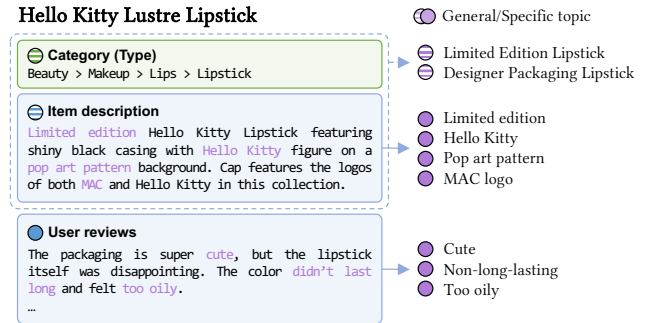 Hello Kitty Lustre Lipstick
General/Specific topic
Category (Type)
Beauty > Makeup > Lips > Lipstick
Limited Edition Lipstick
Designer Packaging Lipstick
Item description
Limited edition Hello Kitty Lipstick featuring
shiny black casing with Hello Kitty figure on a
pop art pattern background. Cap features the logos
of both MAC and Hello Kitty in this collection.
Limited edition
Hello Kitty
Pop art pattern
MAC logo
User reviews
The packaging is super cute, but the lipstick
itself was disappointing. The color didn't last
long and felt too oily.
…
Cute
Non-long-lasting
Too oily